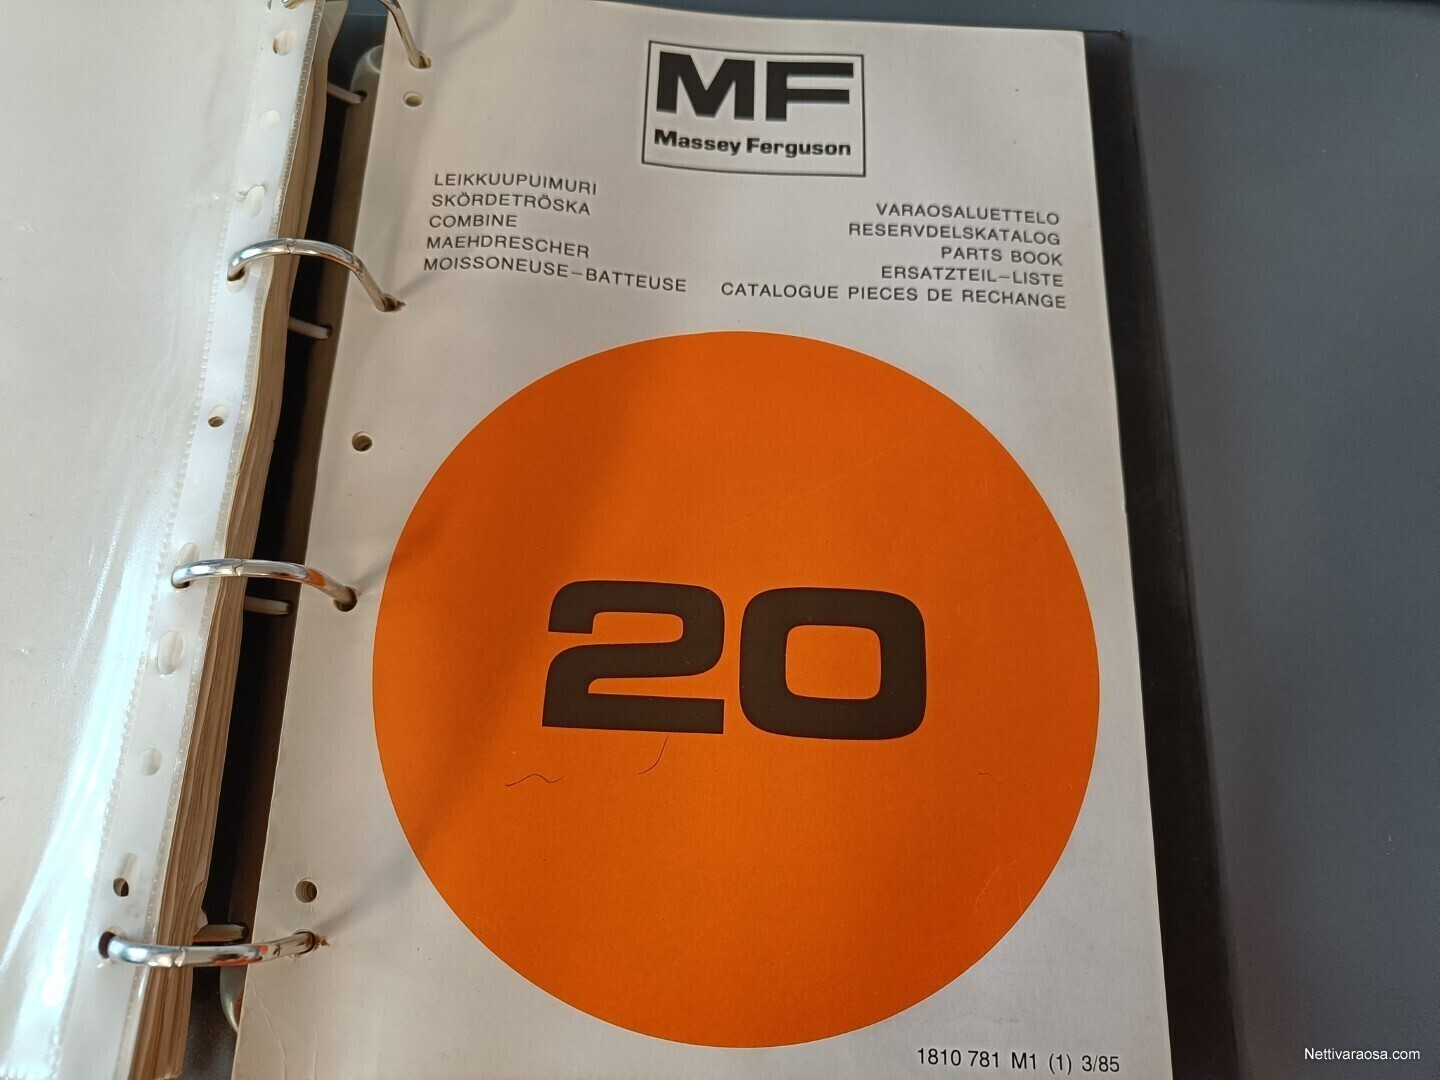 MF
Massey Ferguson
LEIKKUUPUIMURI
SKÖRDETRÖSKA
COMBINE
MAEHDRESCHER
MOISSONEUSE-BATTEUSE
VARAOSALUETTELO
RESERVDELSKATALOG
PARTS BOOK
ERSATZTEIL-LISTE
CATALOGUE PIECES DE RECHANGE
20
1810 781 M1 (1) 3/85
Nettivaraosa.com